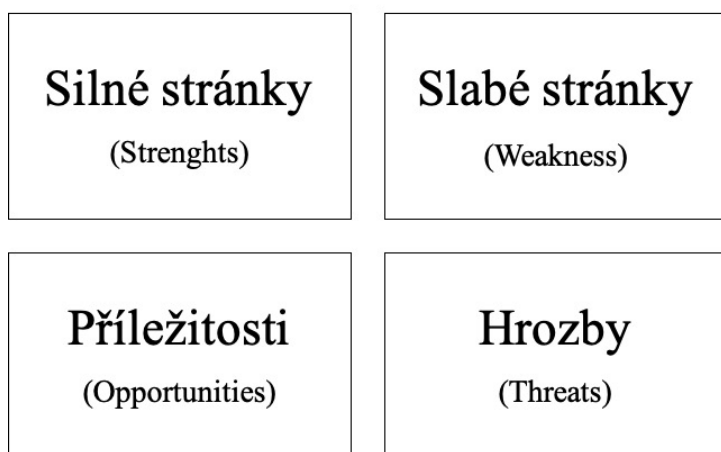 Silné stránky
(Strenghts)
Slabé stránky
(Weakness)
Příležitosti
(Opportunities)
Hrozby
(Threats)